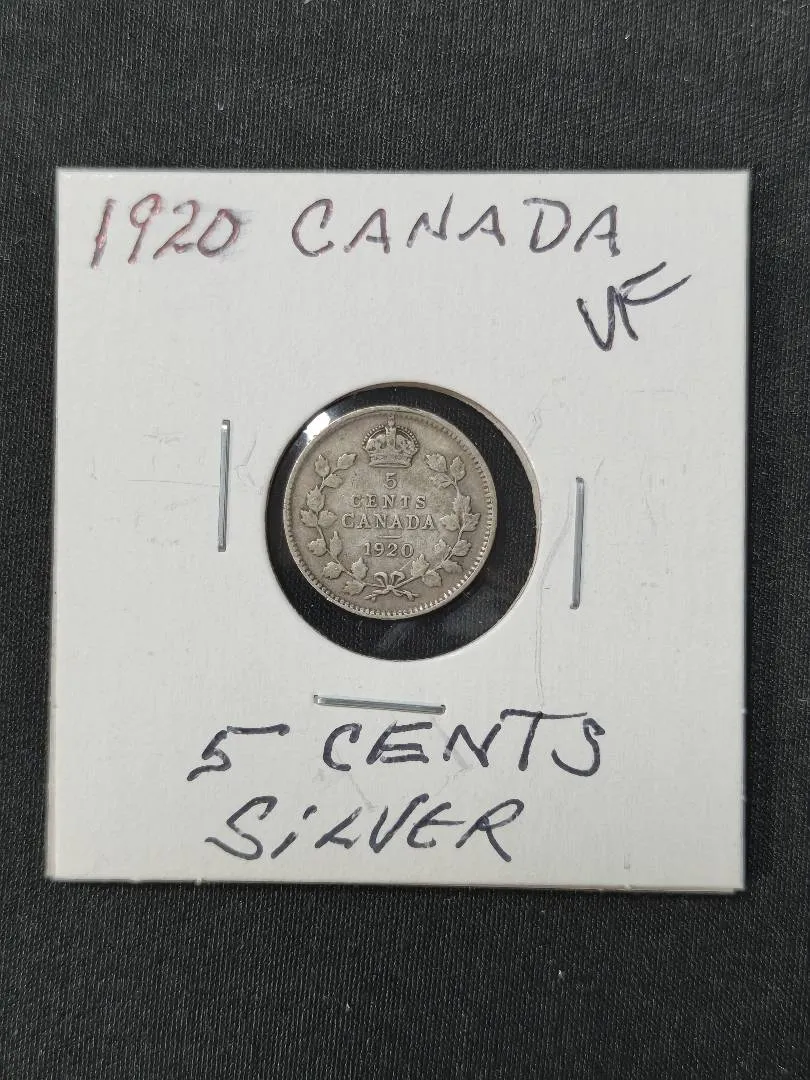 1920 CANADA
VF
5
CENTS
CANADA
1920
5 CENTS
SILVER